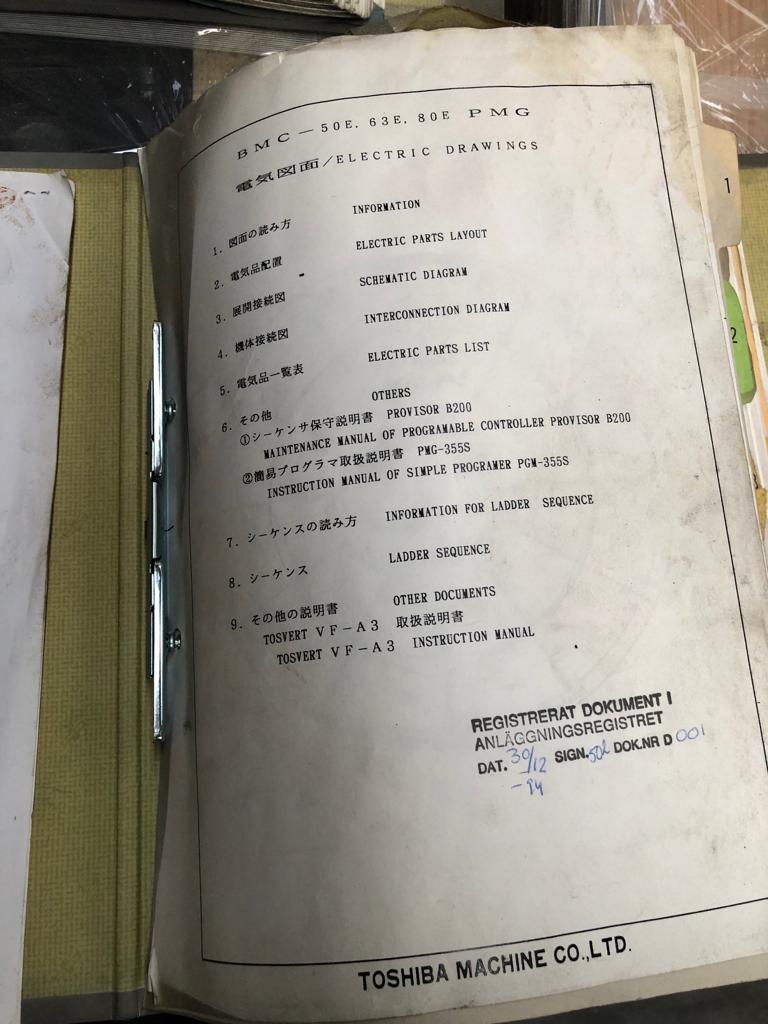 BMC-50E, 63E, 80E PMG
電気図面/ELECTRIC DRAWINGS
1. 図面の読み方 INFORMATION
2. 電気品配置 ELECTRIC PARTS LAYOUT
3. 展開接続図 SCHEMATIC DIAGRAM
4. 機体接続図 INTERCONNECTION DIAGRAM
5. 電気品一覧表 ELECTRIC PARTS LIST
6. その他 OTHERS
①シーケンサ保守説明書 PROVISOR B200
MAINTENANCE MANUAL OF PROGRAMABLE CONTROLLER PROVISOR B200
②簡易プログラマ取扱説明書 PMG-355S
INSTRUCTION MANUAL OF SIMPLE PROGRAMER PGM-355S
7. シーケンスの読み方 INFORMATION FOR LADDER SEQUENCE
8. シーケンス LADDER SEQUENCE
9. その他の説明書 OTHER DOCUMENTS
TOSVERT VF-A3 取扱説明書
TOSVERT VF-A3 INSTRUCTION MANUAL
REGISTRERAT DOKUMENT I
ANLÄGGNINGSREGISTRET
DAT. 30/12 -94 SIGN. DOK.NR D 001
TOSHIBA MACHINE CO.,LTD.
1
2